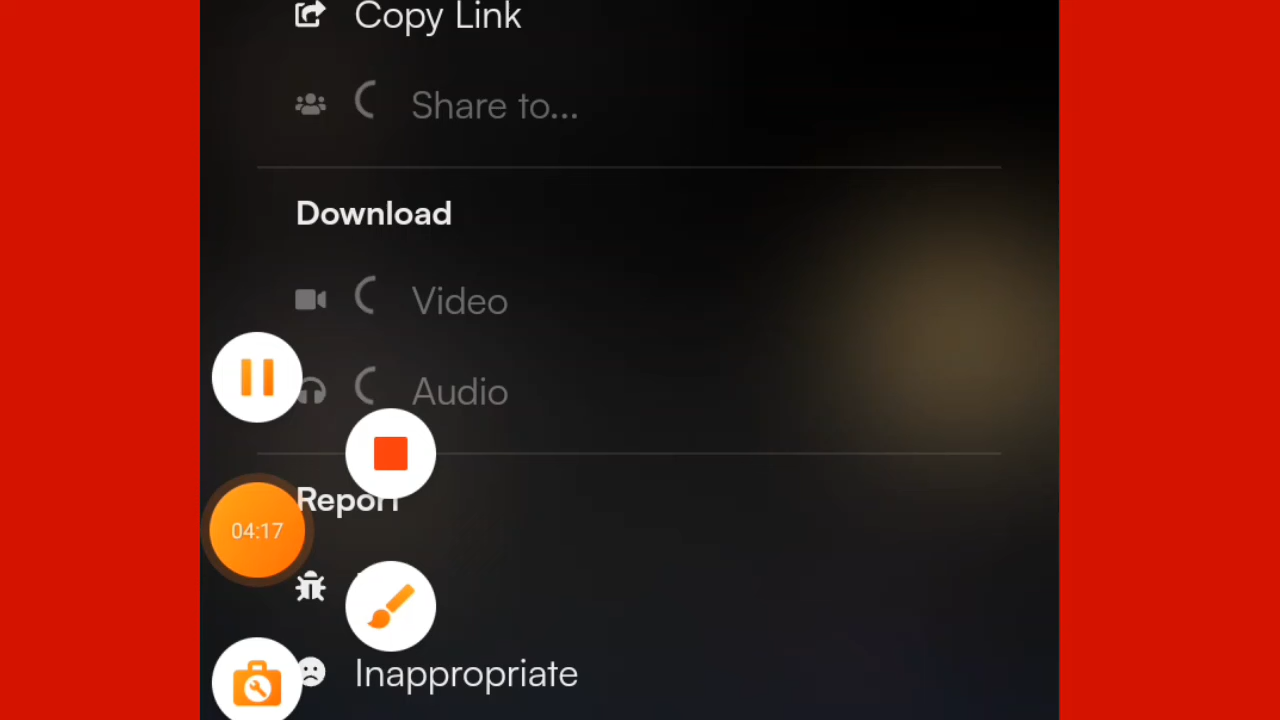 Copy Link
Share to...
Download
Video
Audio
Report
04:17
Inappropriate